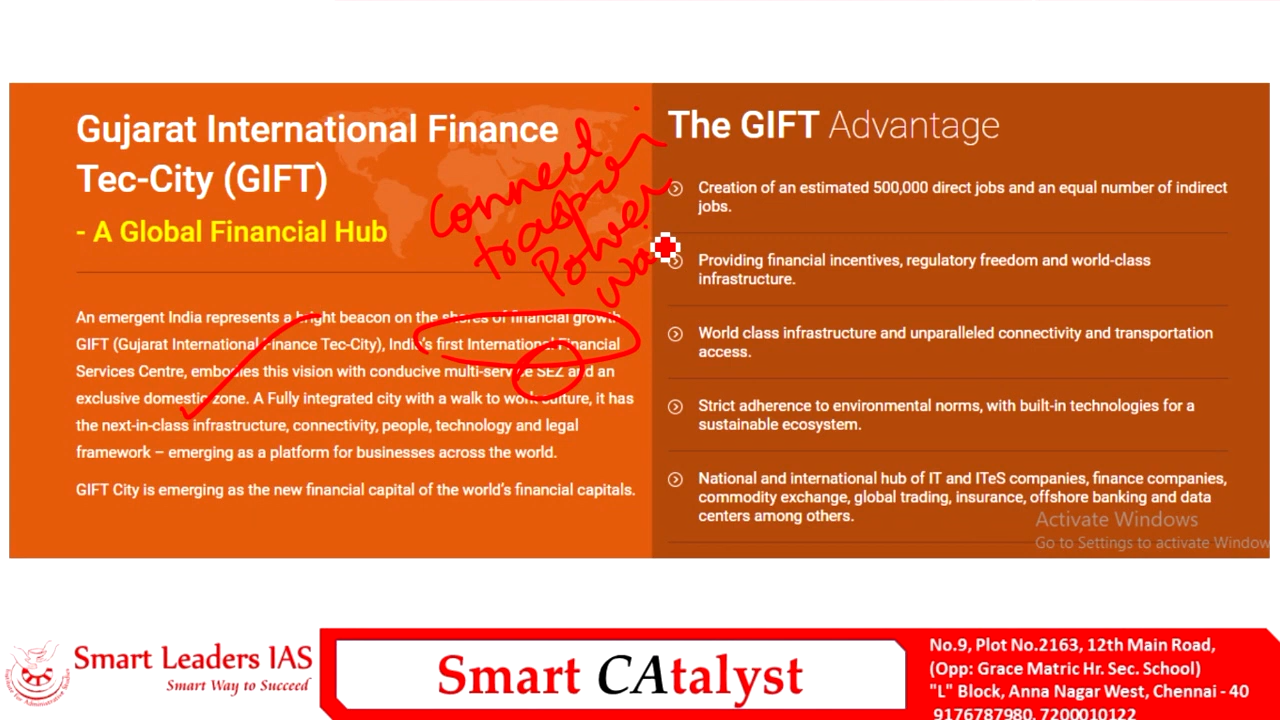 Gujarat International Finance
Tec-City (GIFT)
- A Global Financial Hub
An emergent India represents a bright beacon on the shores of financial growth
GIFT (Gujarat International Finance Tec-City), India's first International Financial
Services Centre, embodies this vision with conducive multi-service SEZ and an
exclusive domestic zone. A Fully integrated city with a walk to work culture, it has
the next-in-class infrastructure, connectivity, people, technology and legal
framework – emerging as a platform for businesses across the world.
GIFT City is emerging as the new financial capital of the world's financial capitals.
Connect
Power
The GIFT Advantage
Creation of an estimated 500,000 direct jobs and an equal number of indirect
jobs.
Providing financial incentives, regulatory freedom and world-class
infrastructure.
World class infrastructure and unparalleled connectivity and transportation
access.
Strict adherence to environmental norms, with built-in technologies for a
sustainable ecosystem.
National and international hub of IT and ITeS companies, finance companies,
commodity exchange, global trading, insurance, offshore banking and data
centers among others.
Activate Windows
Go to Settings to activate Window
Smart Leaders IAS
Smart Way to Succeed
Smart CAtalyst
No.9, Plot No.2163, 12th Main Road,
(Opp: Grace Matric Hr. Sec. School)
"L" Block, Anna Nagar West, Chennai - 40
9176787980, 7200010122